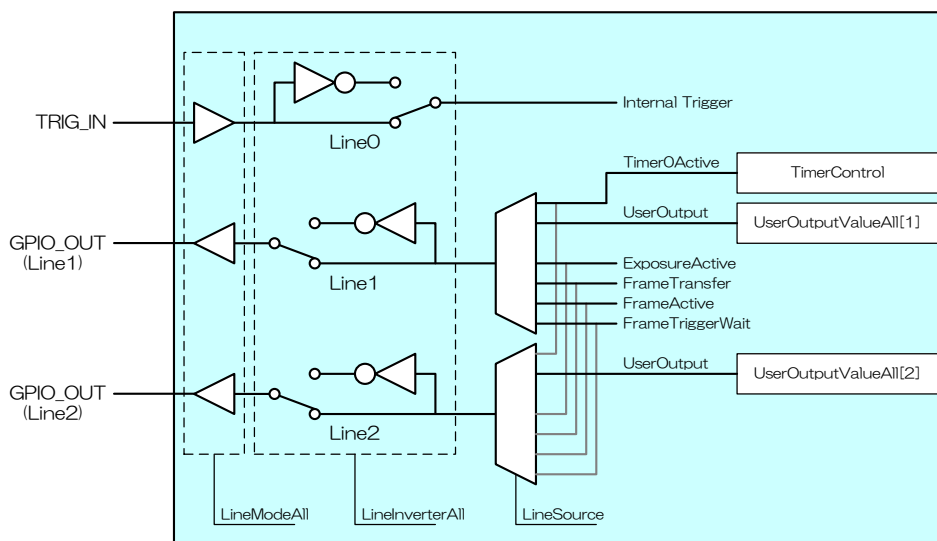 TRIG_IN
Line0
Internal Trigger
Timer0Active
TimerControl
UserOutput
UserOutputValueAll[1]
GPIO_OUT
(Line1)
Line1
ExposureActive
FrameTransfer
FrameActive
FrameTriggerWait
UserOutput
UserOutputValueAll[2]
GPIO_OUT
(Line2)
Line2
LineModeAll
LineInverterAll
LineSource